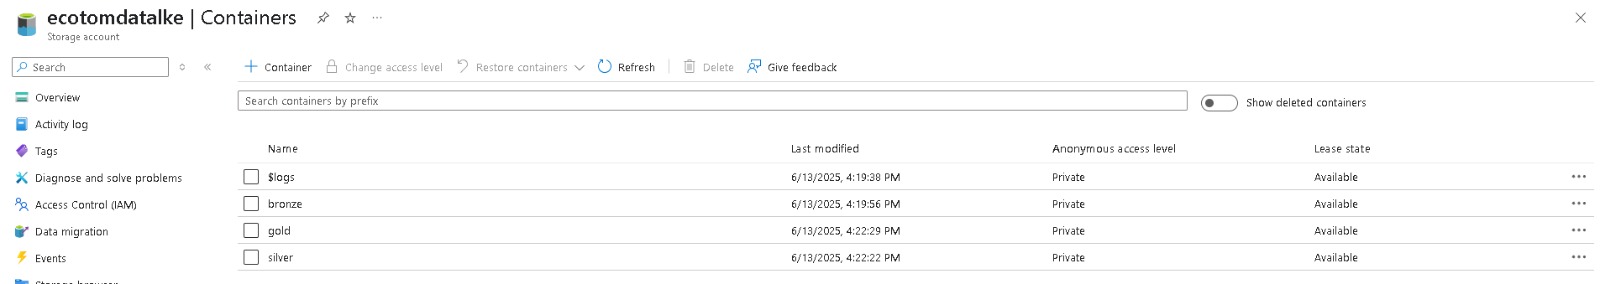 ecotomdatalke | Containers
Storage account
Search
Container Change access level Restore containers Refresh Delete Give feedback
Overview
Activity log
Tags
Diagnose and solve problems
Access Control (IAM)
Data migration
Events
Storage browser
Search containers by prefix
Show deleted containers
Name Last modified Anonymous access level Lease state
$logs 6/13/2025, 4:19:38 PM Private Available
bronze 6/13/2025, 4:19:56 PM Private Available
gold 6/13/2025, 4:22:29 PM Private Available
silver 6/13/2025, 4:22:22 PM Private Available